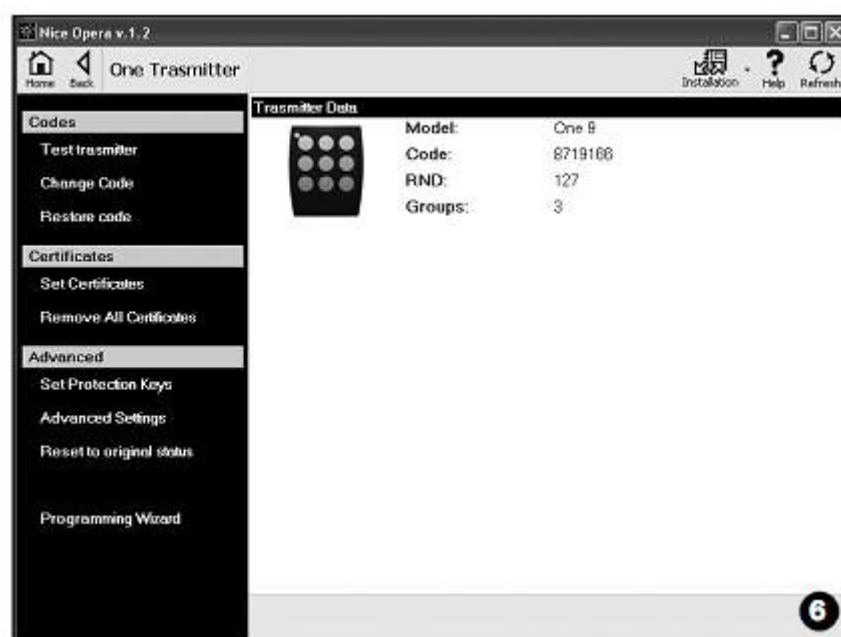 Nice Opera v.1.2
Home Back One Trasmitter Installation Help Refresh
Trasmitter Data
Codes
Test trasmitter
Change Code
Restore code
Certificates
Set Certificates
Remove All Certificates
Advanced
Set Protection Keys
Advanced Settings
Reset to original status
Programming Wizard
Model: One 9
Code: 8719166
RND: 127
Groups: 3
6